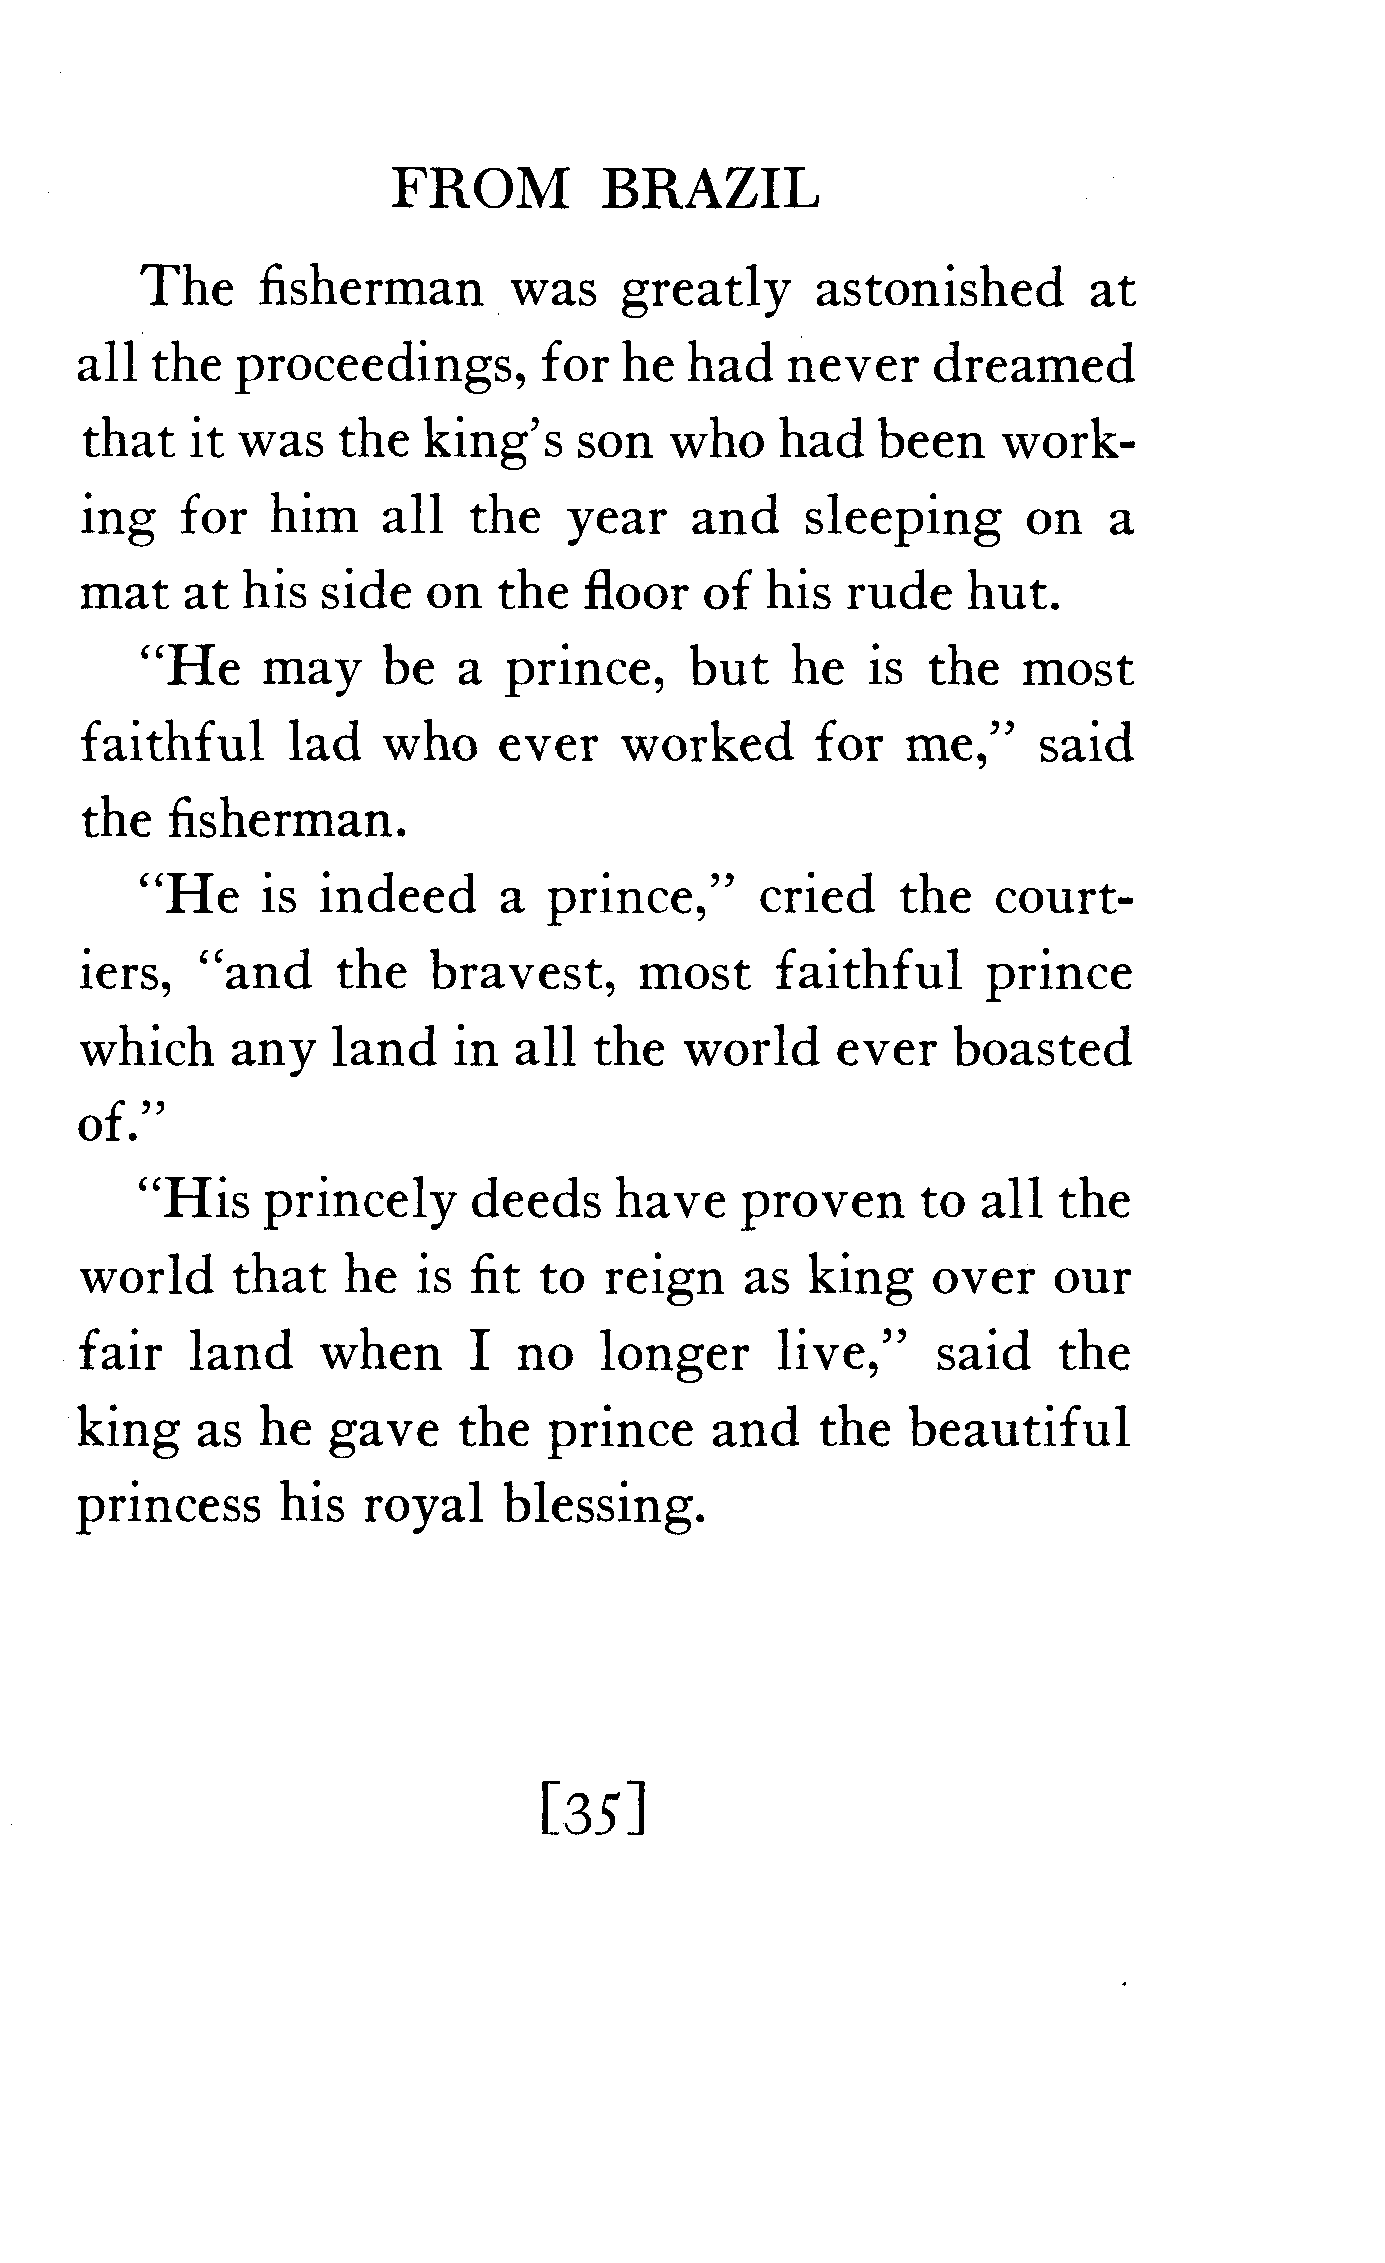 FROM BRAZIL
The fisherman was greatly astonished at
all the proceedings, for he had never dreamed
that it was the king’s son who had been work-
ing for him all the year and sleeping on a
mat at his side on the floor of his rude hut.
“He may be a prince, but he is the most
faithful lad who ever worked for me,” said
the fisherman.
“He is indeed a prince,” cried the court-
iers, “and the bravest, most faithful prince
which any land in all the world ever boasted
of.”
“His princely deeds have proven to all the
world that he is fit to reign as king over our
fair land when I no longer live,” said the
king as he gave the prince and the beautiful
princess his royal blessing.
[35]